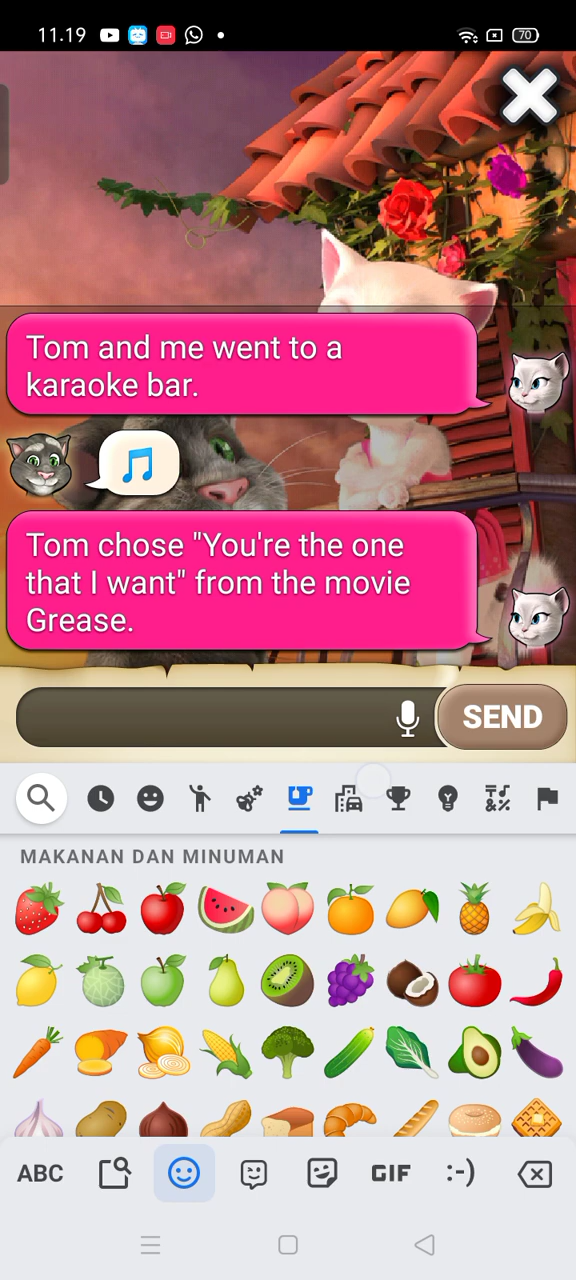 11.19
70
Tom and me went to a
karaoke bar.
Tom chose "You're the one
that I want" from the movie
Grease.
SEND
MAKANAN DAN MINUMAN
ABC
GIF
:-)